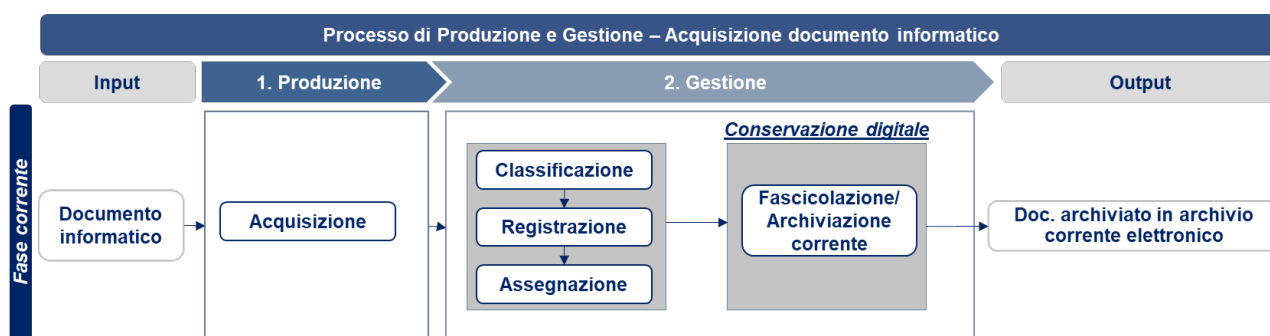 Processo di Produzione e Gestione – Acquisizione documento informatico
Input
1. Produzione
2. Gestione
Output
Fase corrente
Documento
informatico
Acquisizione
Classificazione
Registrazione
Assegnazione
Conservazione digitale
Fascicolazione/
Archiviazione
corrente
Doc. archiviato in archivio
corrente elettronico